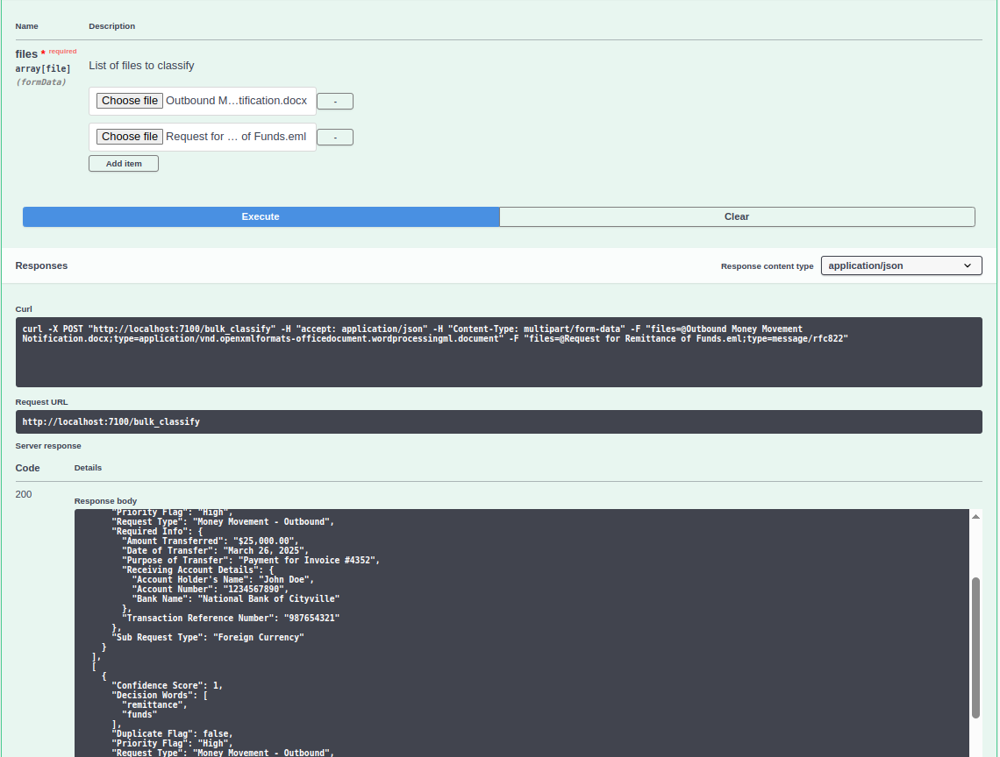 Name Description
files * required
array[file]
(formData)
List of files to classify
Choose file Outbound M…tification.docx -
Choose file Request for … of Funds.eml -
Add item
Execute Clear
Responses Response content type application/json
Curl
curl -X POST "http://localhost:7100/bulk_classify" -H "accept: application/json" -H "Content-Type: multipart/form-data" -F "files=@Outbound Money Movement
Notification.docx;type=application/vnd.openxmlformats-officedocument.wordprocessingml.document" -F "files=@Request for Remittance of Funds.eml;type=message/rfc822"
Request URL
http://localhost:7100/bulk_classify
Server response
Code Details
200
Response body
"Priority Flag": "High",
"Request Type": "Money Movement - Outbound",
"Required Info": {
"Amount Transferred": "$25,000.00",
"Date of Transfer": "March 26, 2025",
"Purpose of Transfer": "Payment for Invoice #4352",
"Receiving Account Details": {
"Account Holder's Name": "John Doe",
"Account Number": "1234567890",
"Bank Name": "National Bank of Cityville"
},
"Transaction Reference Number": "987654321"
},
"Sub Request Type": "Foreign Currency"
}
],
[
{
"Confidence Score": 1,
"Decision Words": [
"remittance",
"funds"
],
"Duplicate Flag": false,
"Priority Flag": "High",
"Request Type": "Money Movement - Outbound",